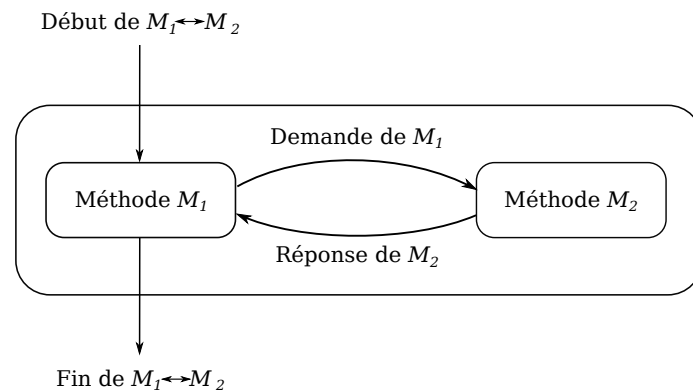 Début de M₁↔M₂
Demande de M₁
Méthode M₁
Méthode M₂
Réponse de M₂
Fin de M₁↔M₂